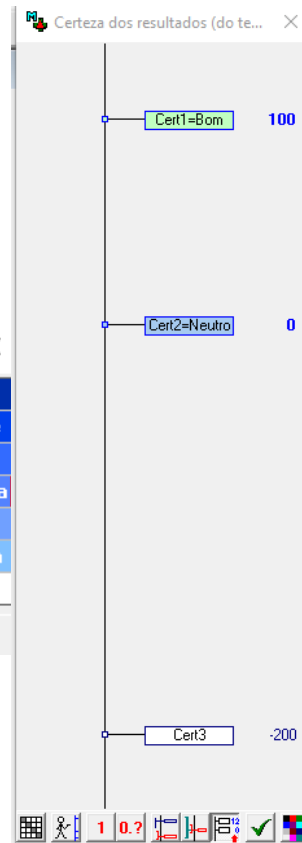 Certeza dos resultados (do te...
Cert1=Bom 100
Cert2=Neutro 0
Cert3 -200
1 0.?